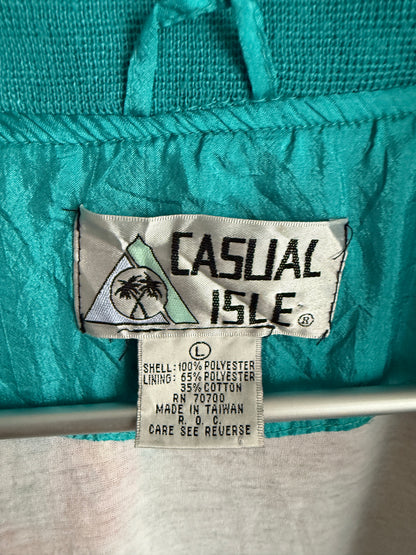 CASUAL
ISLE ®
L
SHELL: 100% POLYESTER
LINING: 65% POLYESTER
35% COTTON
RN 70700
MADE IN TAIWAN
R. O. C.
CARE SEE REVERSE